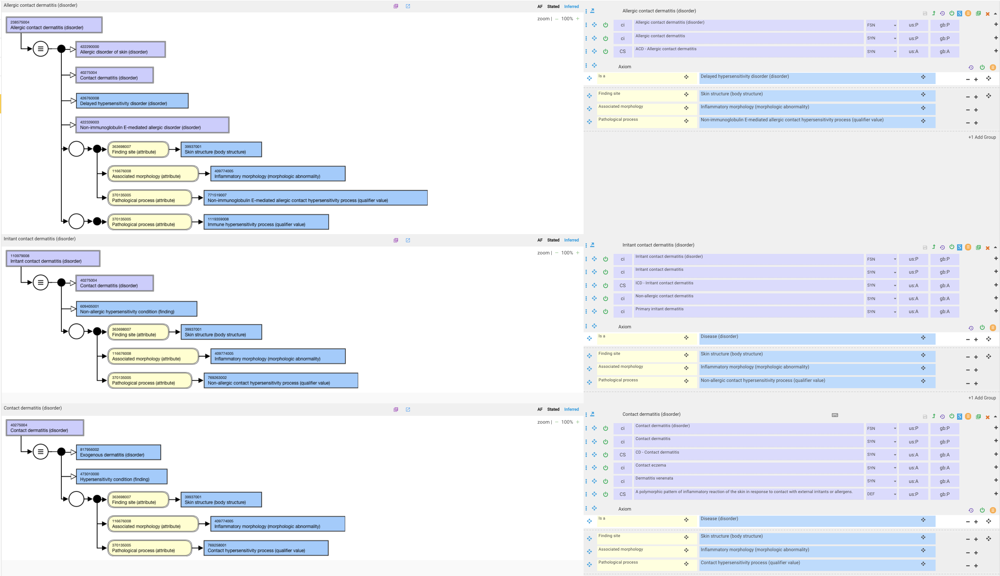 Allergic contact dermatitis (disorder)
AF Stated Inferred
zoom | − 100% +
238575004
Allergic contact dermatitis (disorder)
422290000
Allergic disorder of skin (disorder)
40275004
Contact dermatitis (disorder)
426760008
Delayed hypersensitivity disorder (disorder)
422339003
Non-immunoglobulin E-mediated allergic disorder (disorder)
363698007
Finding site (attribute)
39937001
Skin structure (body structure)
116676008
Associated morphology (attribute)
409774005
Inflammatory morphology (morphologic abnormality)
370135005
Pathological process (attribute)
771519007
Non-immunoglobulin E-mediated allergic contact hypersensitivity process (qualifier value)
370135005
Pathological process (attribute)
1119359008
Immune hypersensitivity process (qualifier value)
Allergic contact dermatitis (disorder)
S
ci Allergic contact dermatitis (disorder) FSN us:P gb:P
ci Allergic contact dermatitis SYN us:P gb:P
CS ACD - Allergic contact dermatitis SYN us:A gb:A
Axiom
Is a Delayed hypersensitivity disorder (disorder)
Finding site Skin structure (body structure)
Associated morphology Inflammatory morphology (morphologic abnormality)
Pathological process Non-immunoglobulin E-mediated allergic contact hypersensitivity process (qualifier value)
+1 Add Group
Irritant contact dermatitis (disorder)
AF Stated Inferred
zoom | − 100% +
110979008
Irritant contact dermatitis (disorder)
40275004
Contact dermatitis (disorder)
609405001
Non-allergic hypersensitivity condition (finding)
363698007
Finding site (attribute)
39937001
Skin structure (body structure)
116676008
Associated morphology (attribute)
409774005
Inflammatory morphology (morphologic abnormality)
370135005
Pathological process (attribute)
769263002
Non-allergic contact hypersensitivity process (qualifier value)
Irritant contact dermatitis (disorder)
S
ci Irritant contact dermatitis (disorder) FSN us:P gb:P
ci Irritant contact dermatitis SYN us:P gb:P
CS ICD - Irritant contact dermatitis SYN us:A gb:A
ci Non-allergic contact dermatitis SYN us:A gb:A
ci Primary irritant dermatitis SYN us:A gb:A
Axiom
Is a Disease (disorder)
Finding site Skin structure (body structure)
Associated morphology Inflammatory morphology (morphologic abnormality)
Pathological process Non-allergic contact hypersensitivity process (qualifier value)
+1 Add Group
Contact dermatitis (disorder)
AF Stated Inferred
zoom | − 100% +
40275004
Contact dermatitis (disorder)
817956002
Exogenous dermatitis (disorder)
473010000
Hypersensitivity condition (finding)
363698007
Finding site (attribute)
39937001
Skin structure (body structure)
116676008
Associated morphology (attribute)
409774005
Inflammatory morphology (morphologic abnormality)
370135005
Pathological process (attribute)
769258001
Contact hypersensitivity process (qualifier value)
Contact dermatitis (disorder)
S
ci Contact dermatitis (disorder) FSN us:P gb:P
ci Contact dermatitis SYN us:P gb:P
CS CD - Contact dermatitis SYN us:A gb:A
ci Contact eczema SYN us:A gb:A
ci Dermatitis venenata SYN us:A gb:A
CS A polymorphic pattern of inflammatory reaction of the skin in response to contact with external irritants or allergens. DEF us:P gb:P
Axiom
Is a Disease (disorder)
Finding site Skin structure (body structure)
Associated morphology Inflammatory morphology (morphologic abnormality)
Pathological process Contact hypersensitivity process (qualifier value)